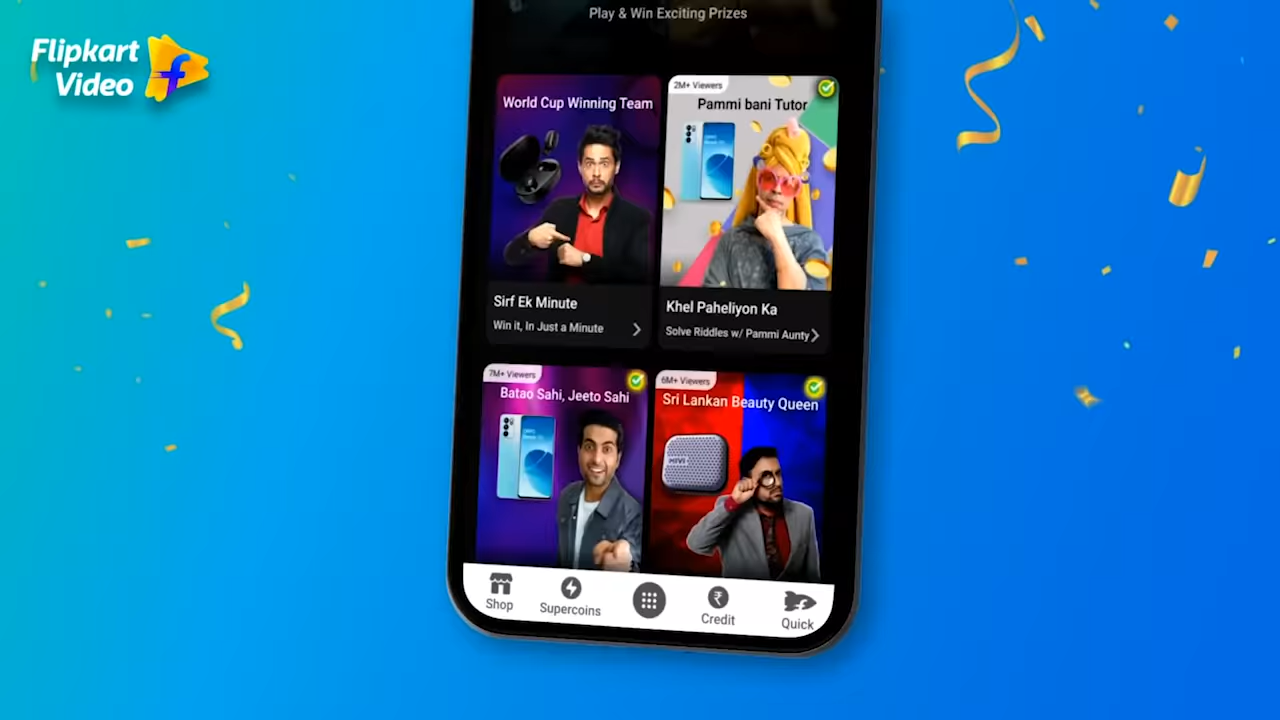 Flipkart
Video
Play & Win Exciting Prizes
World Cup Winning Team
2M+ Viewers
Pammi bani Tutor
Sirf Ek Minute
Win it, In Just a Minute
Khel Paheliyon Ka
Solve Riddles w/ Pammi Aunty
7M+ Viewers
Batao Sahi, Jeeto Sahi
6M+ Viewers
Sri Lankan Beauty Queen
MIVI
Shop
Supercoins
Credit
Quick